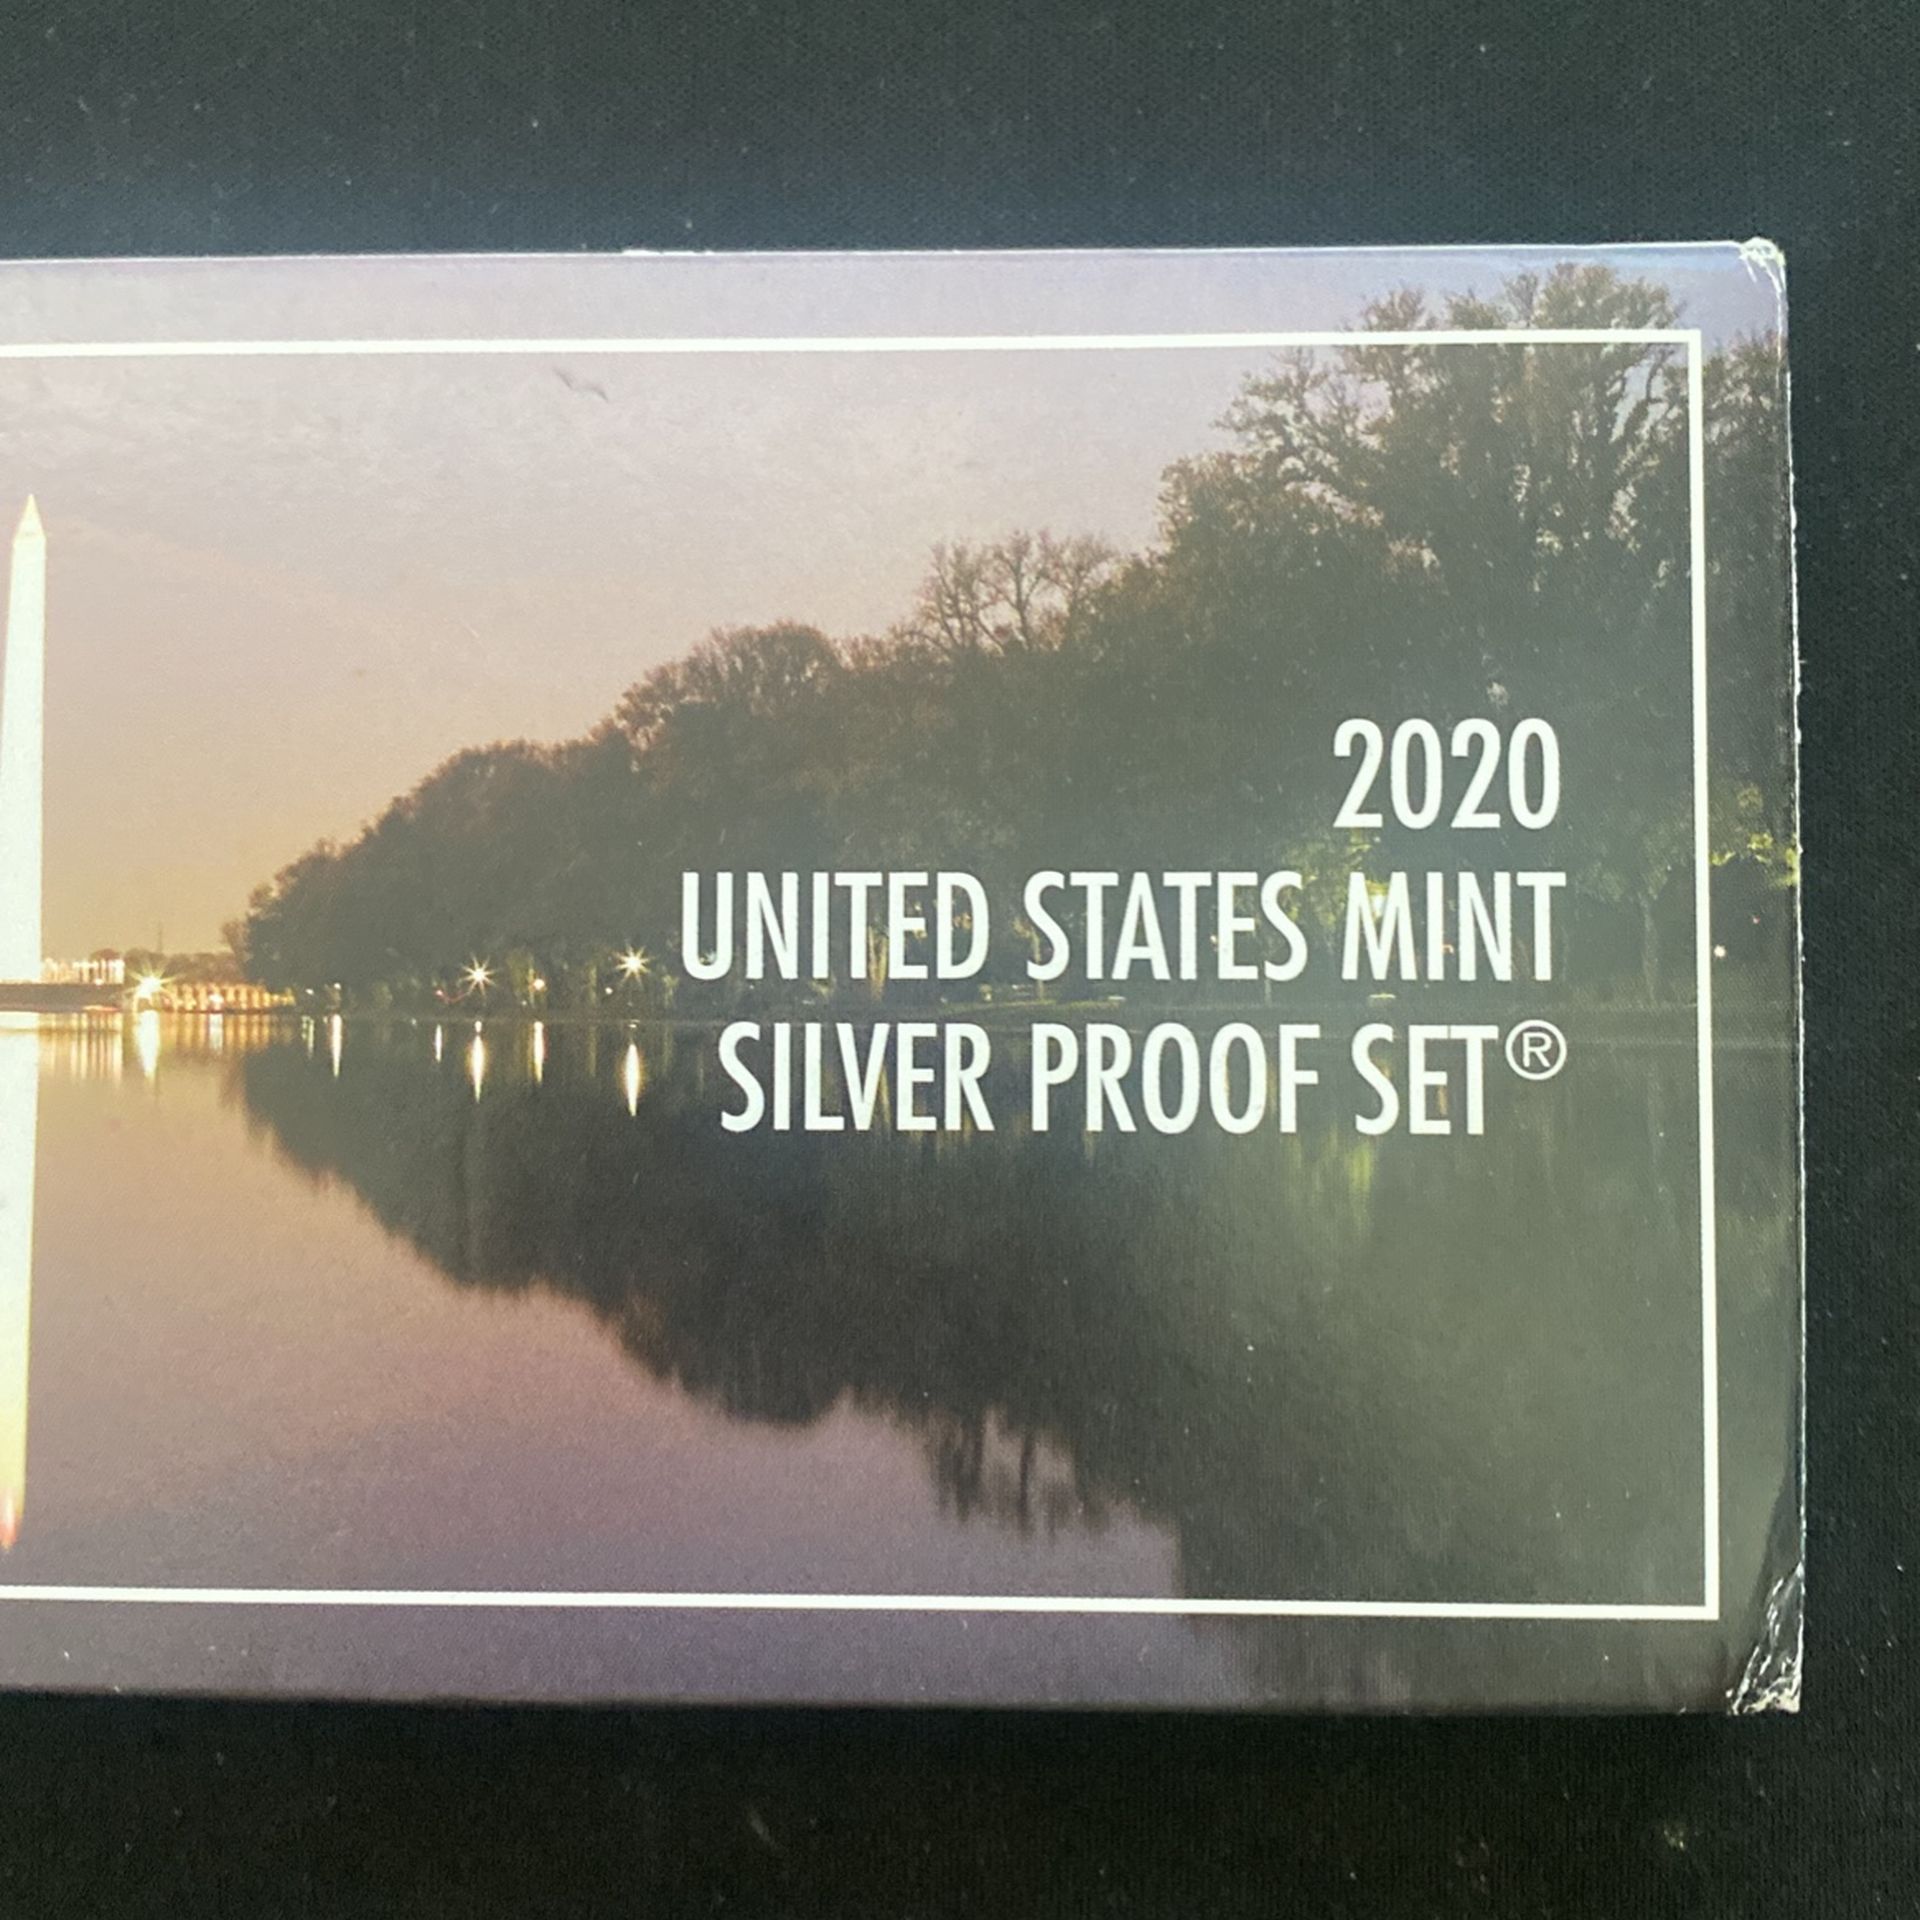 2020
UNITED STATES MINT
SILVER PROOF SET®